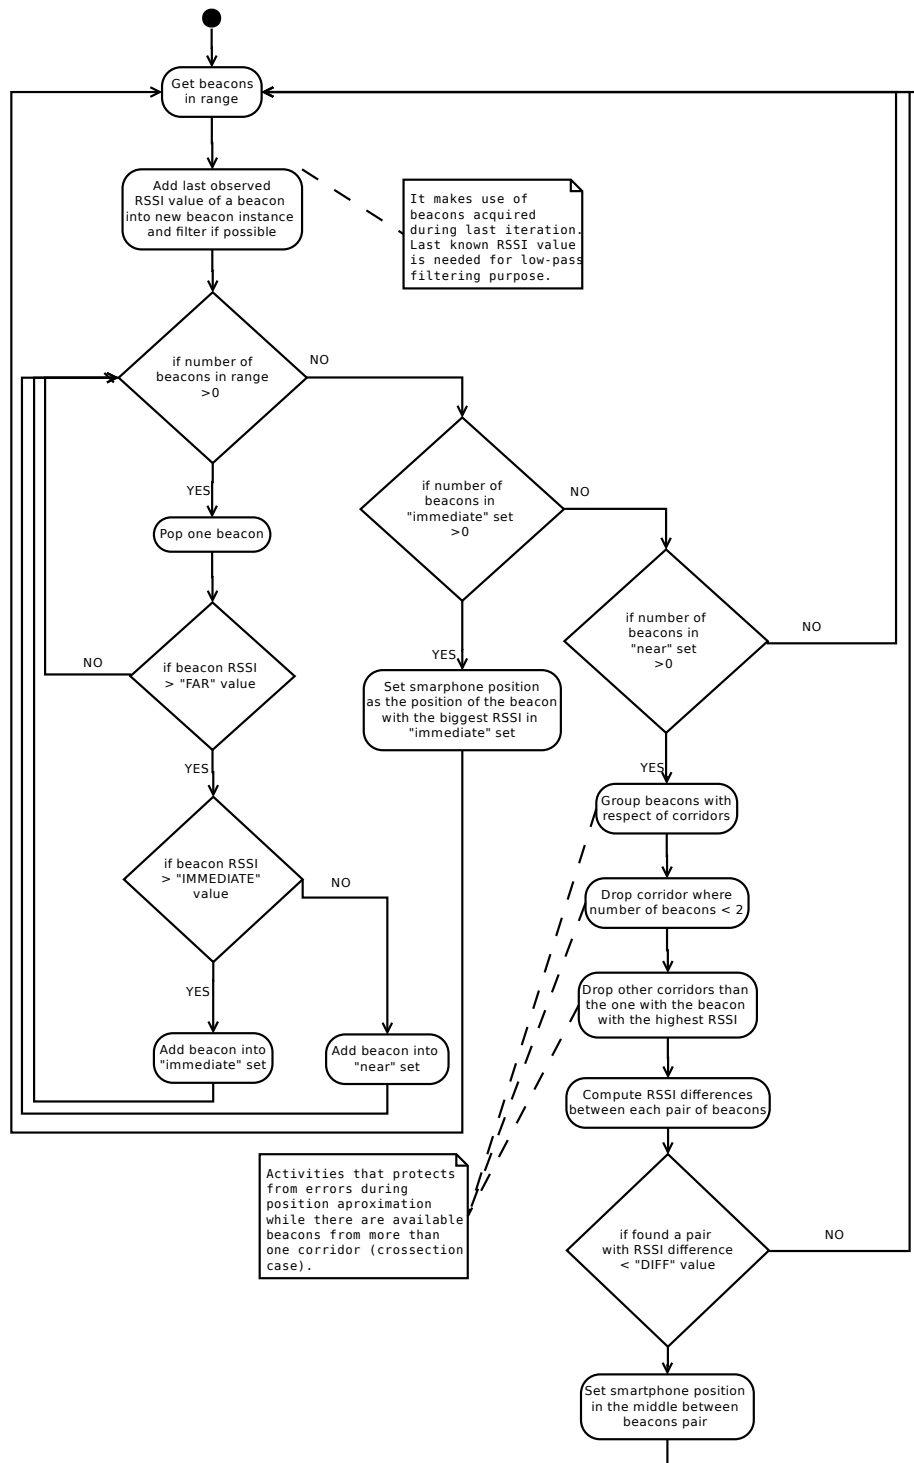 Get beacons
in range
Add last observed
RSSI value of a beacon
into new beacon instance
and filter if possible
It makes use of
beacons acquired
during last iteration.
Last known RSSI value
is needed for low-pass
filtering purpose.
if number of
beacons in range
>0
NO
YES
Pop one beacon
if number of
beacons in
"immediate" set
>0
NO
YES
if number of
beacons in
"near" set
>0
NO
YES
if beacon RSSI
> "FAR" value
NO
YES
Set smarphone position
as the position of the beacon
with the biggest RSSI in
"immediate" set
if beacon RSSI
> "IMMEDIATE"
value
NO
YES
Add beacon into
"immediate" set
Add beacon into
"near" set
Group beacons with
respect of corridors
Drop corridor where
number of beacons < 2
Drop other corridors than
the one with the beacon
with the highest RSSI
Compute RSSI differences
between each pair of beacons
Activities that protects
from errors during
position aproximation
while there are available
beacons from more than
one corridor (crossection
case).
if found a pair
with RSSI difference
< "DIFF" value
NO
Set smartphone position
in the middle between
beacons pair